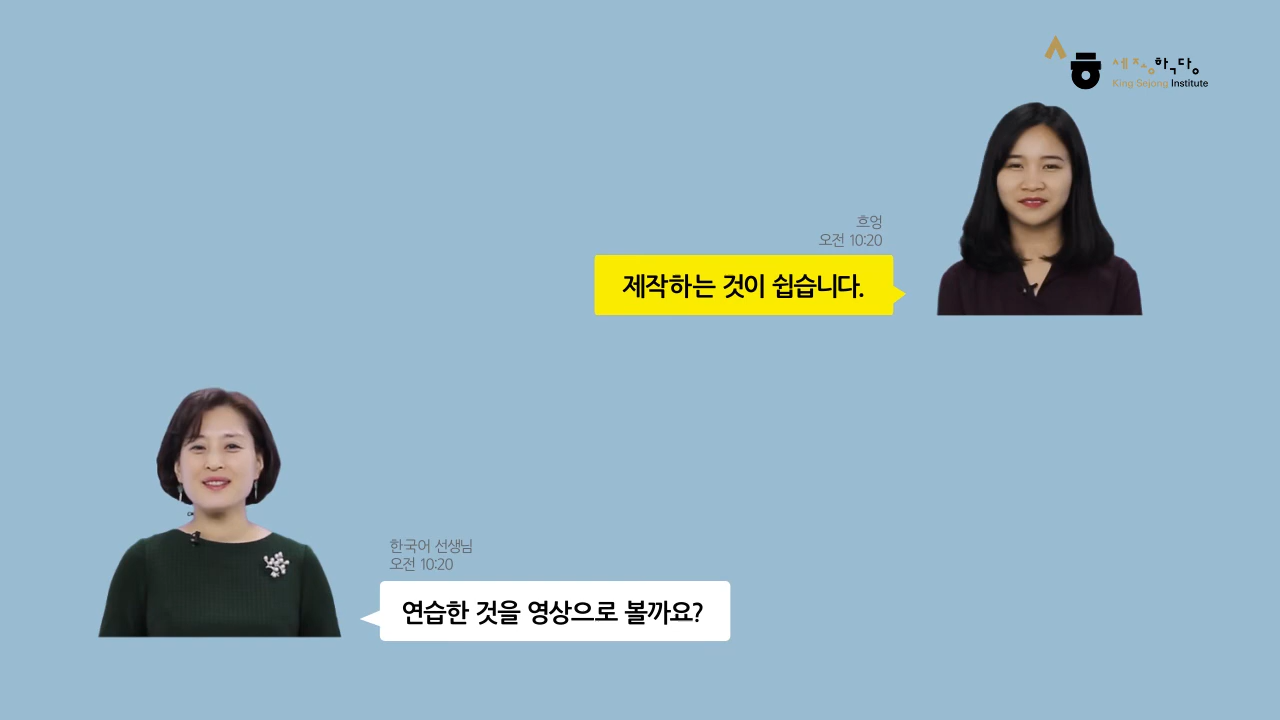 세종학당
King Sejong Institute
흐엉
오전 10:20
제작하는 것이 쉽습니다.
한국어 선생님
오전 10:20
연습한 것을 영상으로 볼까요?